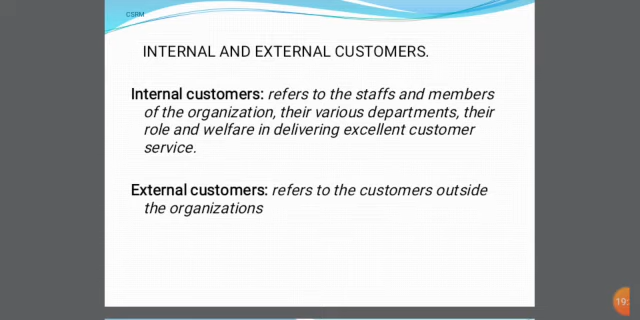 CSRM
INTERNAL AND EXTERNAL CUSTOMERS.
Internal customers: refers to the staffs and members
of the organization, their various departments, their
role and welfare in delivering excellent customer
service.
External customers: refers to the customers outside
the organizations
19: